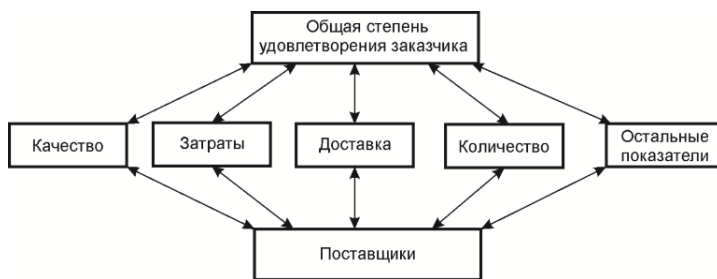 Общая степень
удовлетворения заказчика
Качество
Затраты
Доставка
Количество
Остальные
показатели
Поставщики